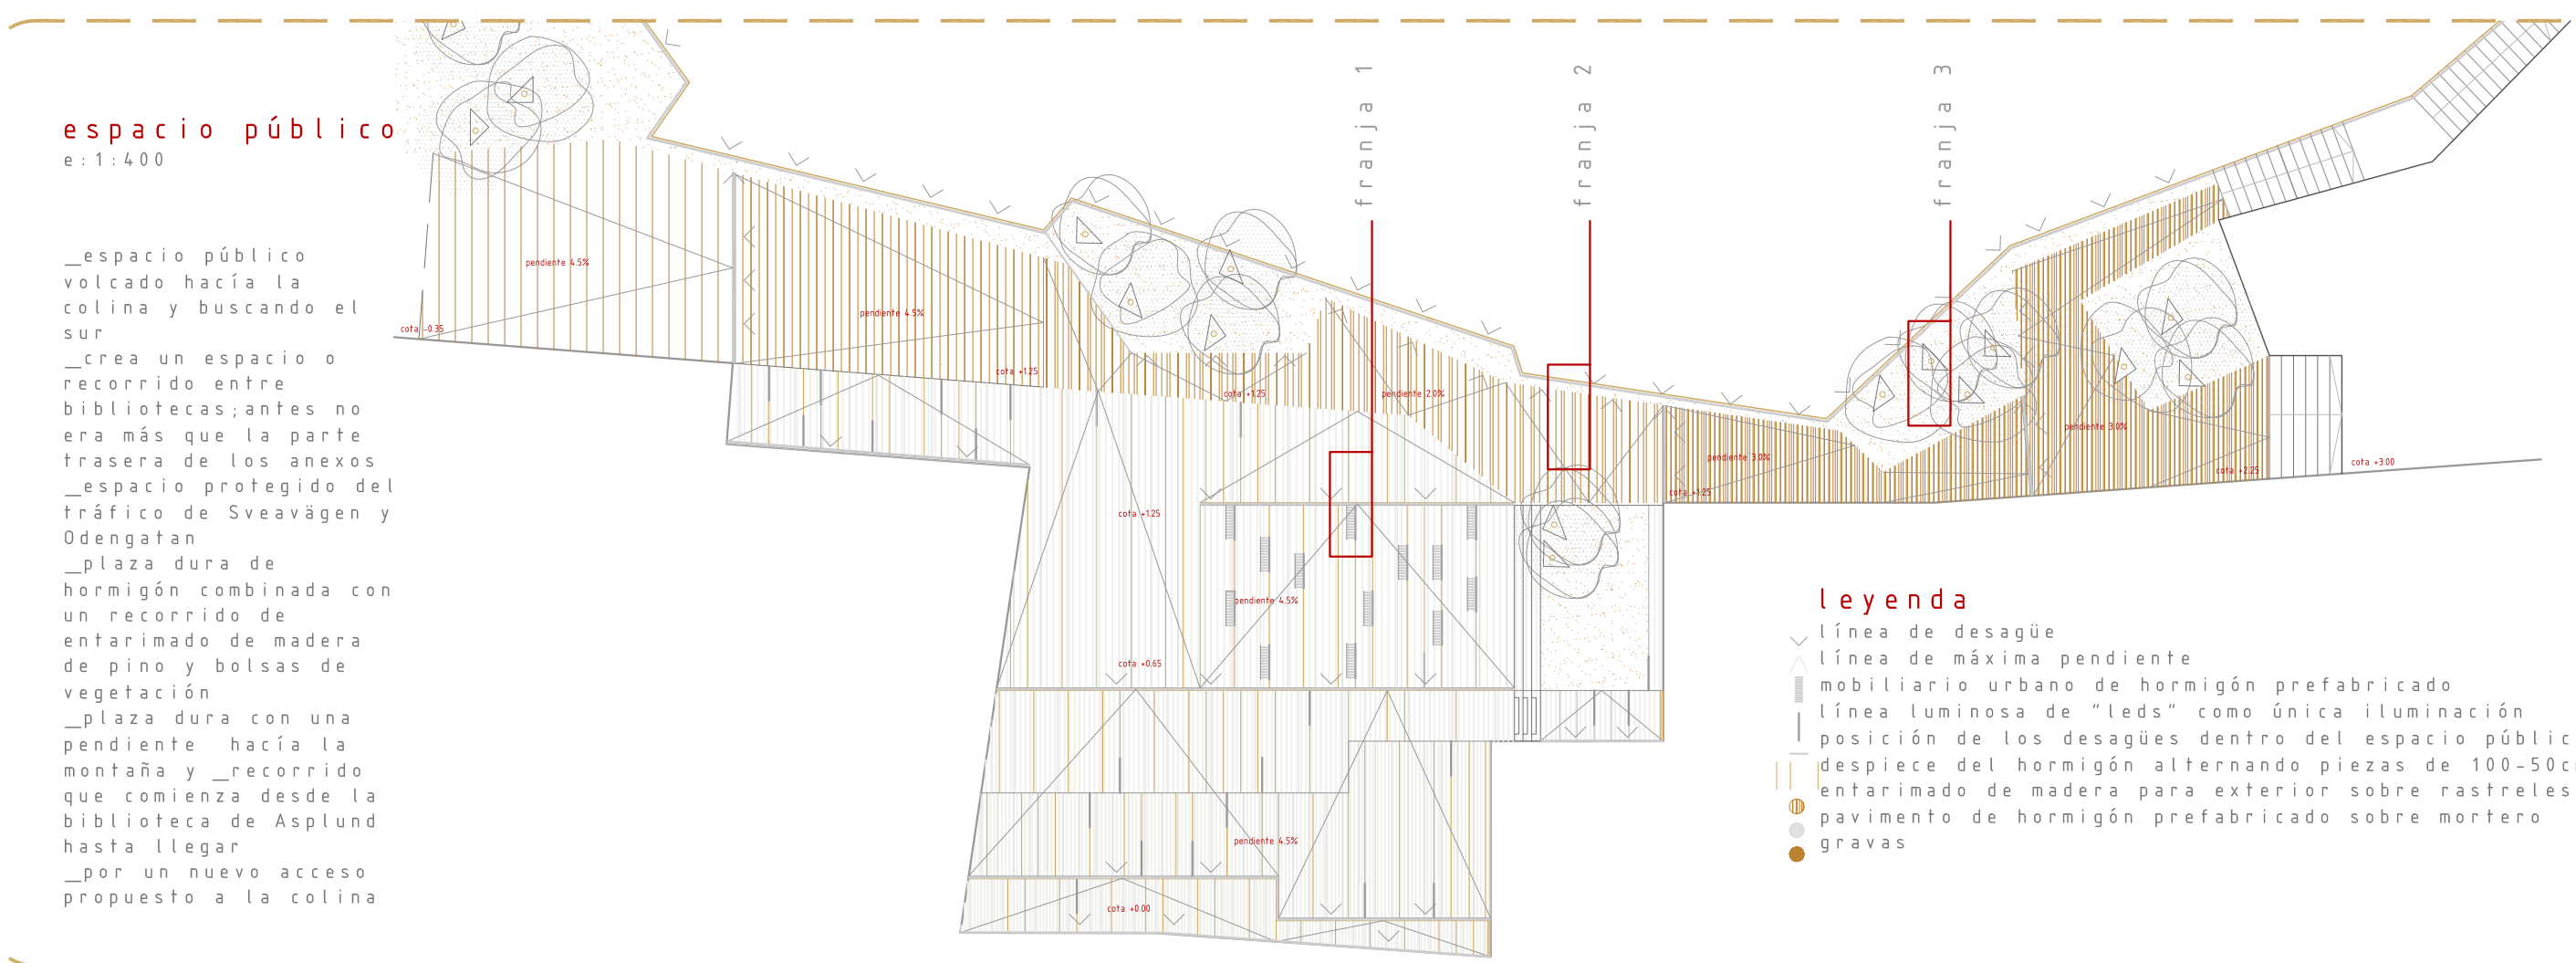 espacio público
e:1:400
_espacio público
volcado hacía la
colina y buscando el
sur
_crea un espacio o
recorrido entre
bibliotecas;antes no
era más que la parte
trasera de los anexos
_espacio protegido del
tráfico de Sveavägen y
Odengatan
_plaza dura de
hormigón combinada con
un recorrido de
entarimado de madera
de pino y bolsas de
vegetación
_plaza dura con una
pendiente hacía la
montaña y _recorrido
que comienza desde la
biblioteca de Asplund
hasta llegar
_por un nuevo acceso
propuesto a la colina
franja 1
franja 2
franja 3
pendiente 4.5%
cota -0.35
pendiente 4.5%
cota +1.25
cota +1.25
pendiente 2.0%
pendiente 3.0%
cota +1.25
pendiente 3.0%
cota +2.25
cota +3.00
cota +1.25
pendiente 4.5%
cota +0.65
pendiente 4.5%
cota +0.00
leyenda
línea de desagüe
línea de máxima pendiente
mobiliario urbano de hormigón prefabricado
línea luminosa de "leds" como única iluminación
posición de los desagües dentro del espacio públic
despiece del hormigón alternando piezas de 100-50c
entarimado de madera para exterior sobre rastreles
pavimento de hormigón prefabricado sobre mortero
gravas